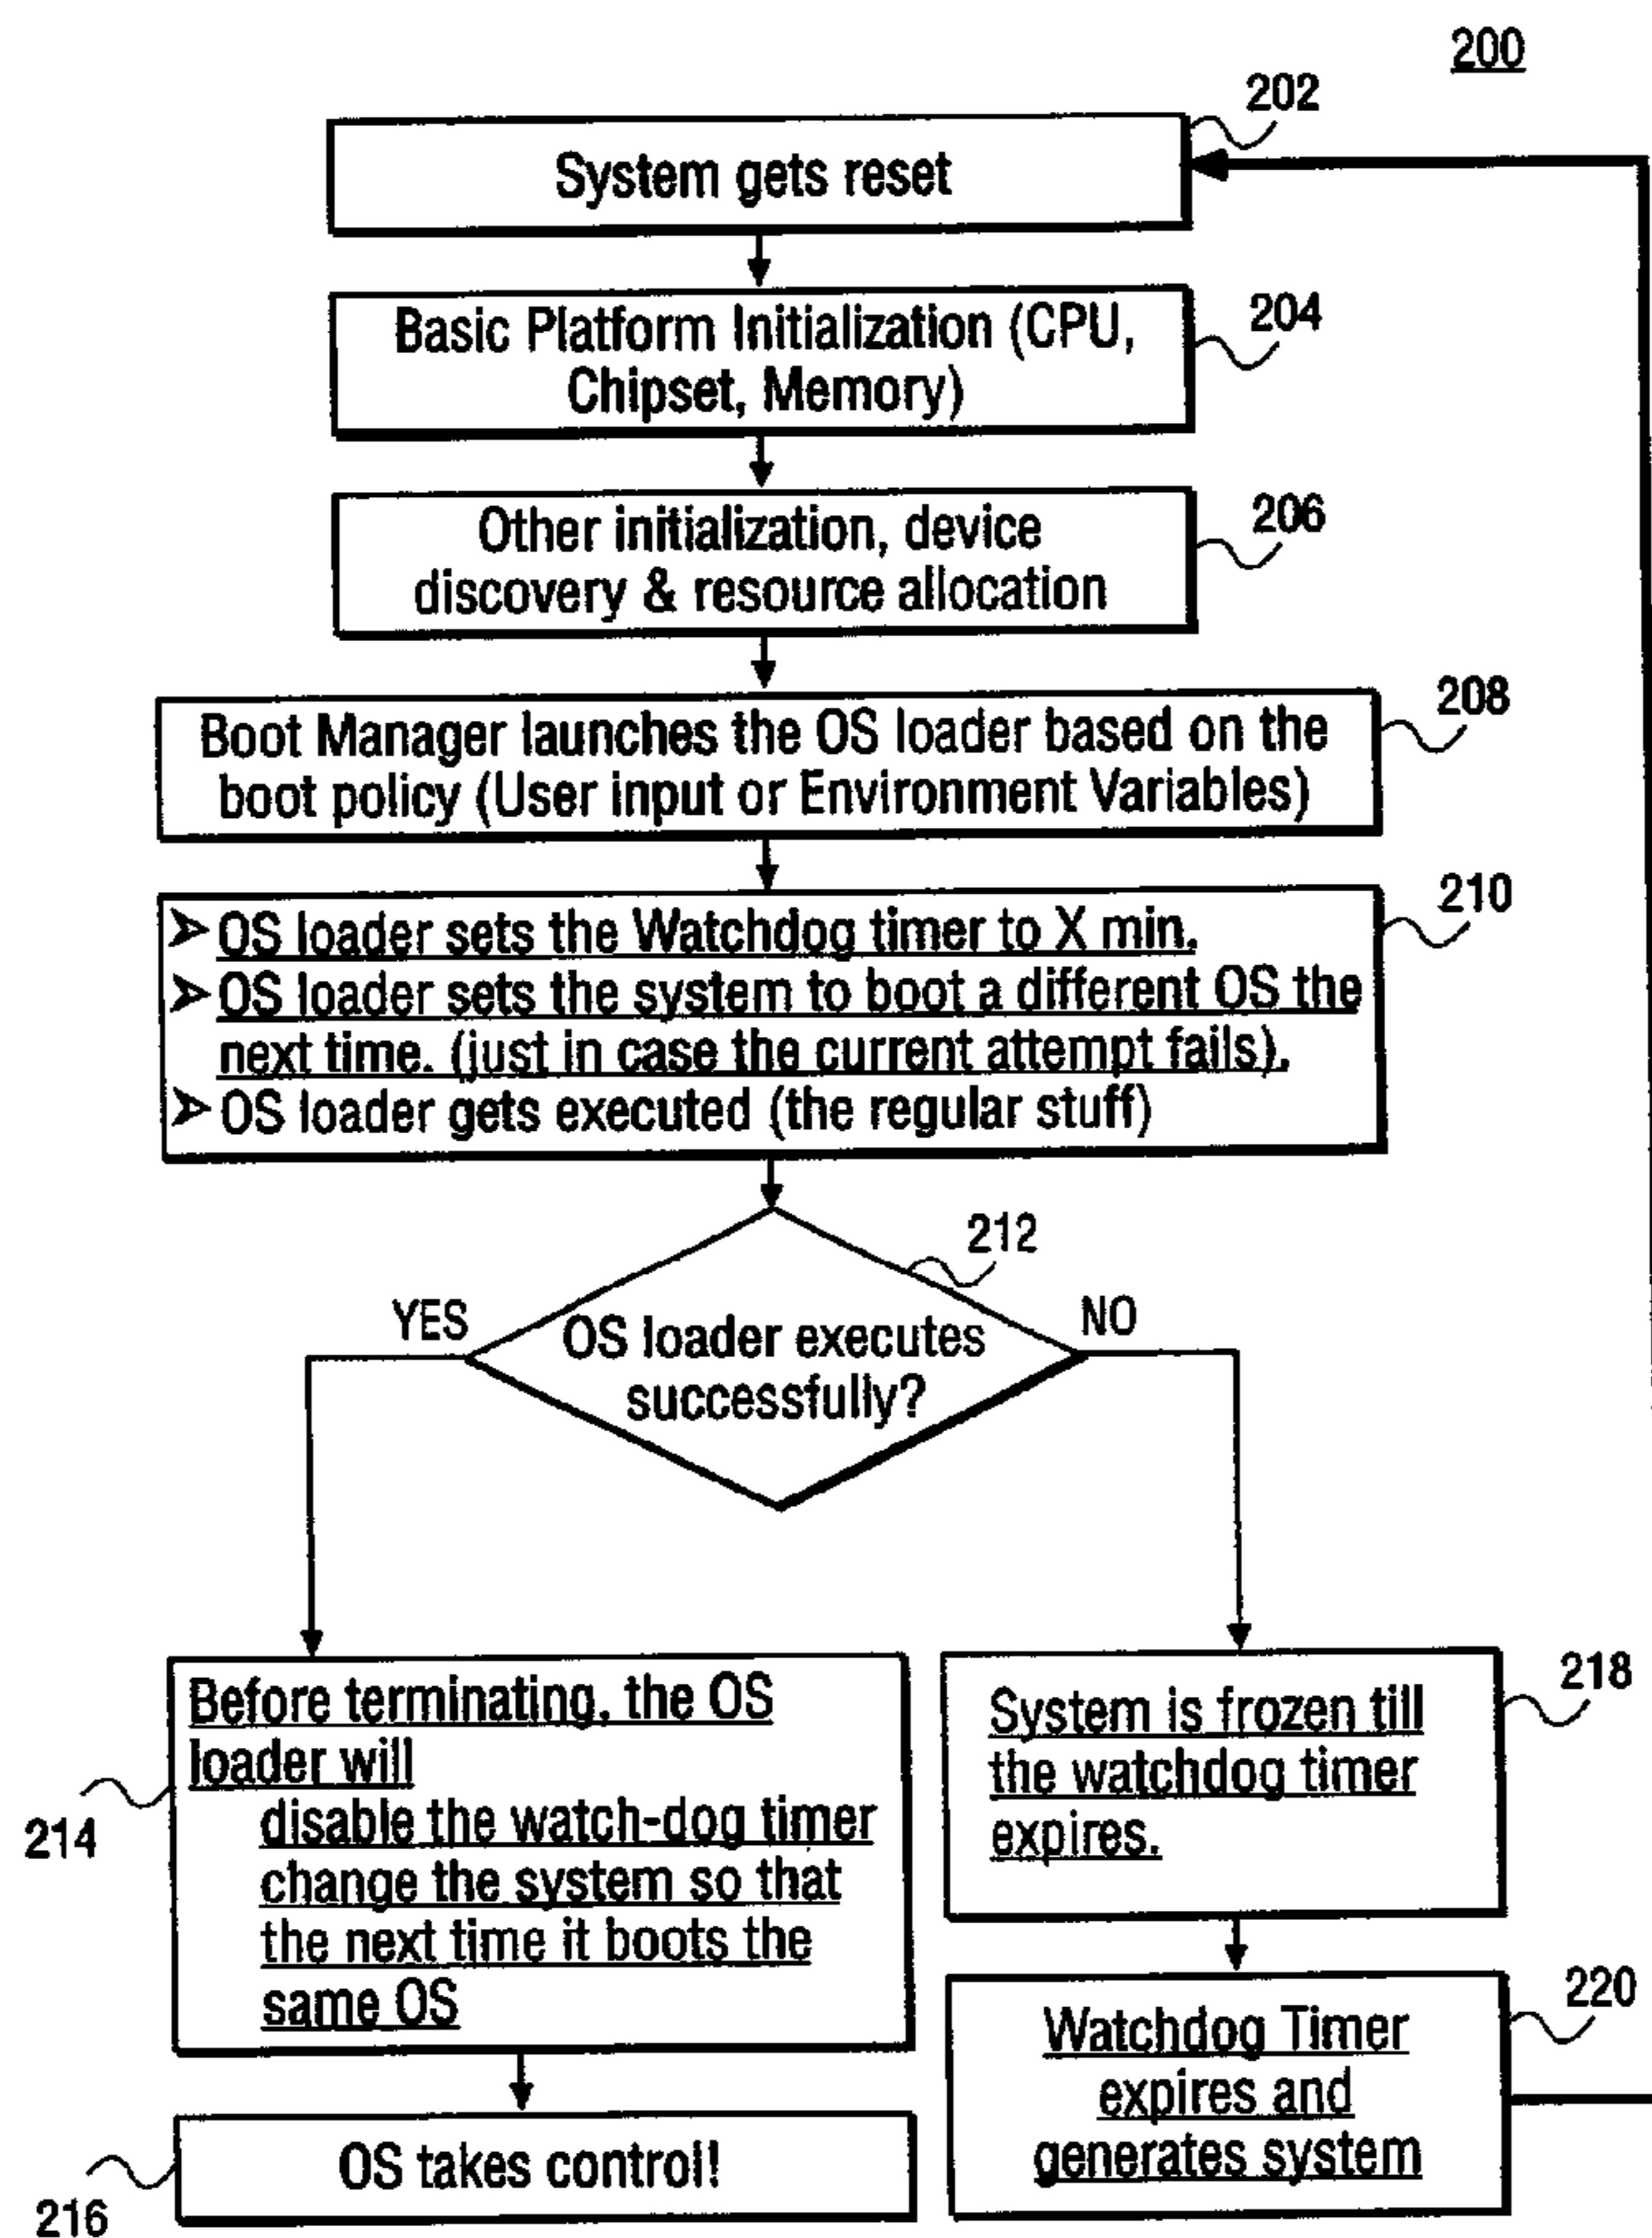 200
202
System gets reset
204
Basic Platform Initialization (CPU,
Chipset, Memory)
206
Other initialization, device
discovery & resource allocation
208
Boot Manager launches the OS loader based on the
boot policy (User input or Environment Variables)
210
➢ OS loader sets the Watchdog timer to X min.
➢ OS loader sets the system to boot a different OS the
next time. (just in case the current attempt fails).
➢ OS loader gets executed (the regular stuff)
212
YES
NO
OS loader executes
successfully?
214
Before terminating, the OS
loader will
disable the watch-dog timer
change the system so that
the next time it boots the
same OS
216
OS takes control!
218
System is frozen till
the watchdog timer
expires.
220
Watchdog Timer
expires and
generates system